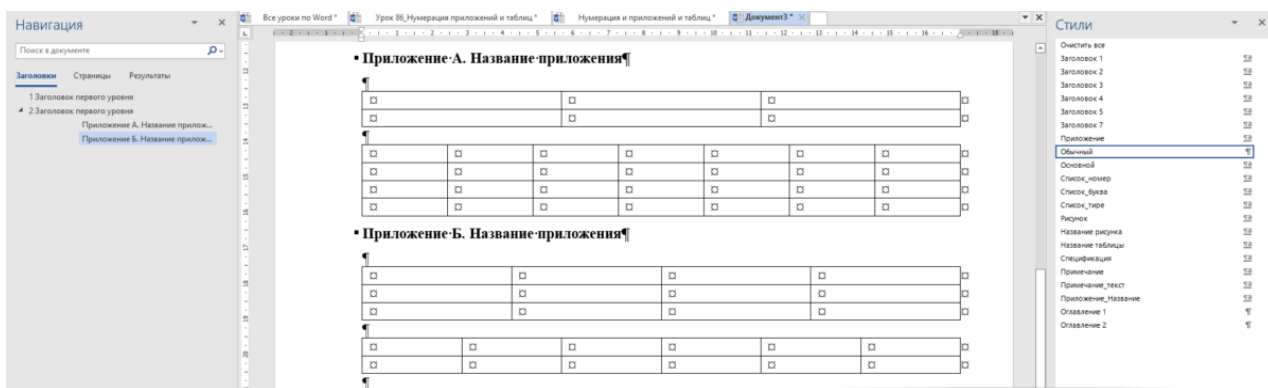 Навигация
Поиск в документе
Заголовки Страницы Результаты
1 Заголовок первого уровня
2 Заголовок первого уровня
Приложение А. Название прилож...
Приложение Б. Название прилож...
Все уроки по Word * Урок 86_Нумерация приложений и таблиц * Нумерация и приложений и таблиц * Документ3 *
Приложение·А. Название·приложения¶
Приложение·Б. Название·приложения¶
Стили
Очистить все
Заголовок 1
Заголовок 2
Заголовок 3
Заголовок 4
Заголовок 5
Заголовок 7
Приложение
Обычный
Основной
Список_номер
Список_буква
Список_тире
Рисунок
Название рисунка
Название таблицы
Спецификация
Примечание
Примечание_текст
Приложение_Название
Оглавление 1
Оглавление 2